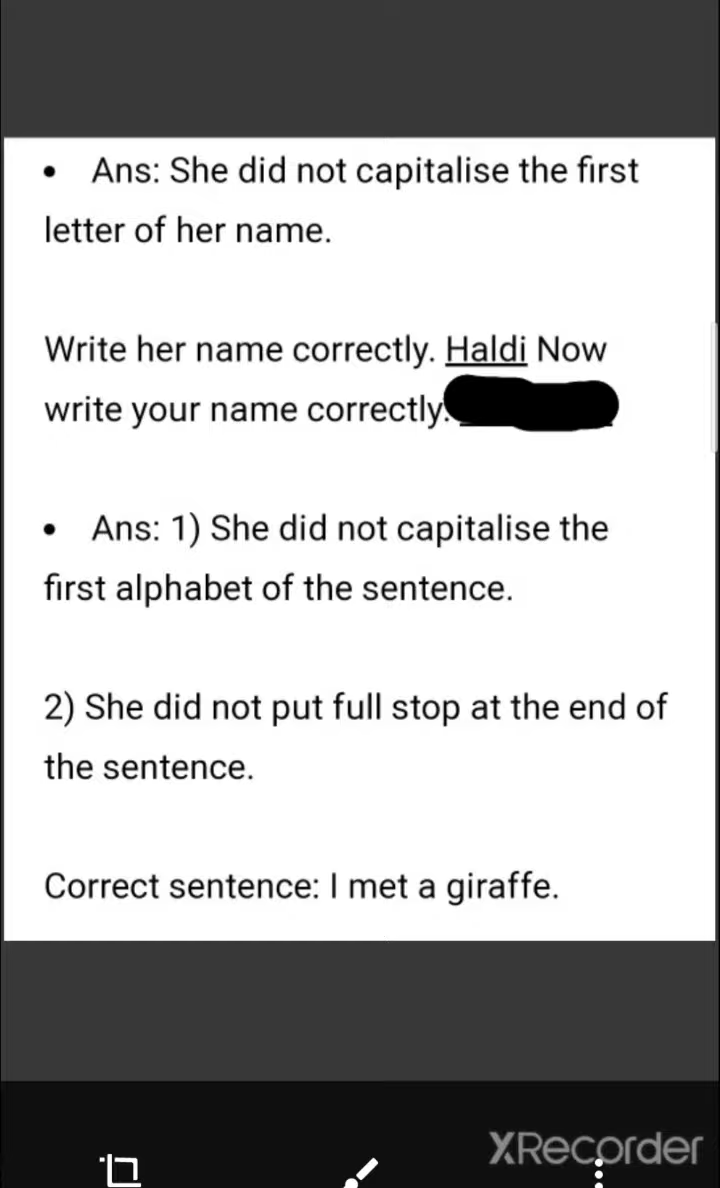 • Ans: She did not capitalise the first
letter of her name.
Write her name correctly. Haldi Now
write your name correctly.
• Ans: 1) She did not capitalise the
first alphabet of the sentence.
2) She did not put full stop at the end of
the sentence.
Correct sentence: I met a giraffe.
XRecorder